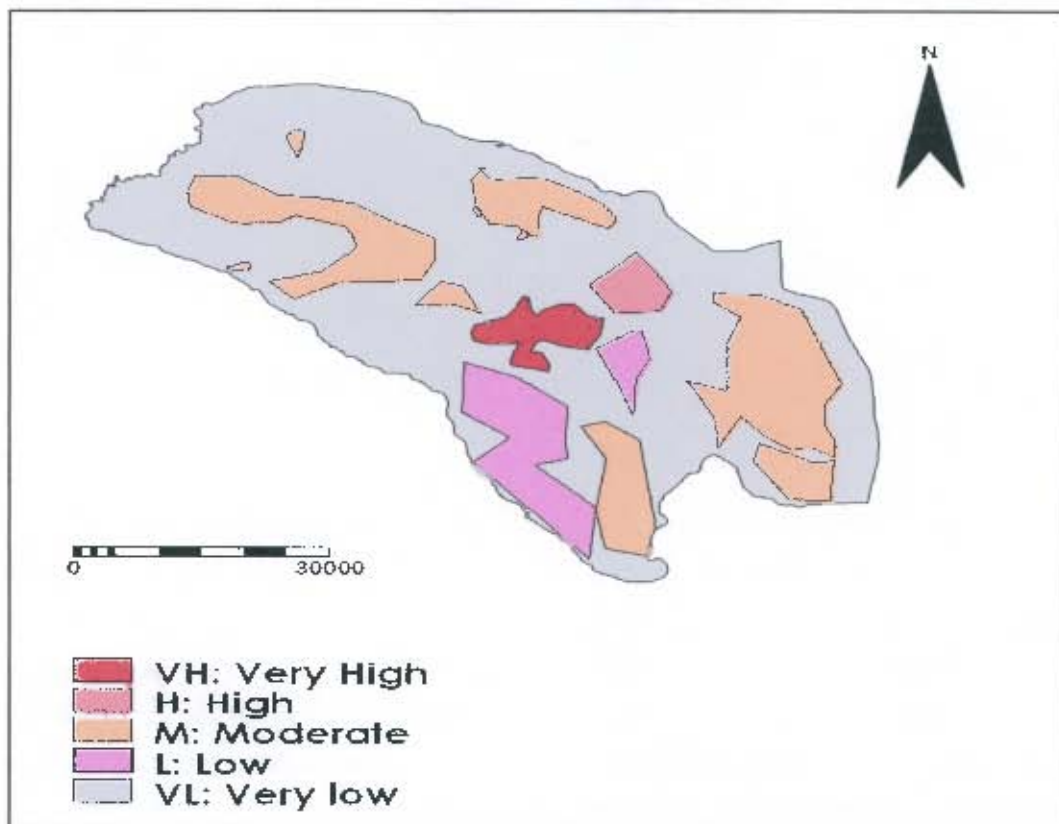 N
0 30000
VH: Very High
H: High
M: Moderate
L: Low
VL: Very low